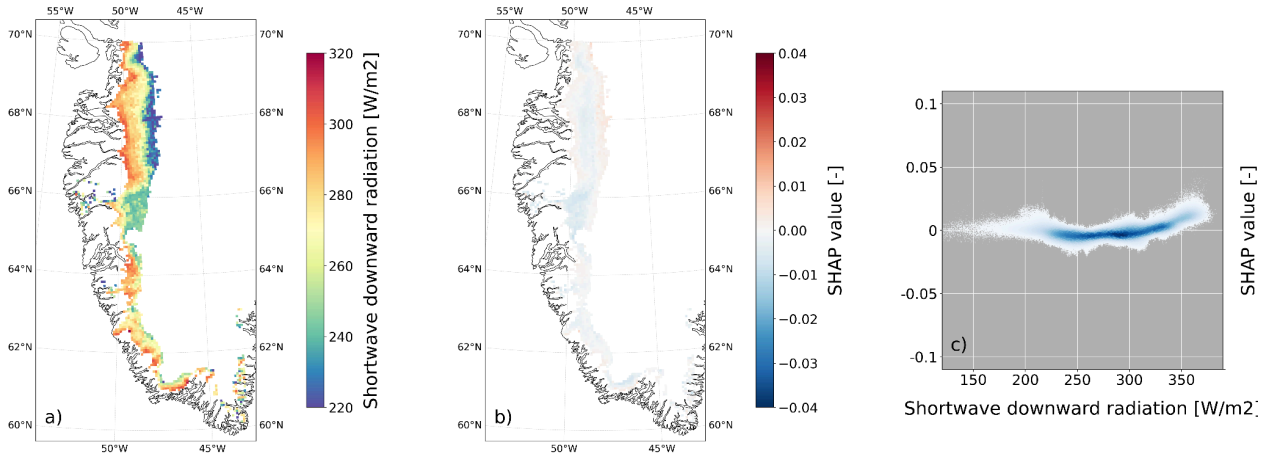 55°W 50°W 45°W
70°N 70°N
68°N 68°N
66°N 66°N
64°N 64°N
62°N 62°N
60°N 60°N
50°W 45°W
a)
320
300
280
260
240
220
Shortwave downward radiation [W/m2]
55°W 50°W 45°W
70°N 70°N
68°N 68°N
66°N 66°N
64°N 64°N
62°N 62°N
60°N 60°N
50°W 45°W
b)
0.04
0.03
0.02
0.01
0.00
−0.01
−0.02
−0.03
−0.04
SHAP value [-]
0.1
0.05
0
-0.05
-0.1
c)
150 200 250 300 350
Shortwave downward radiation [W/m2]
SHAP value [-]